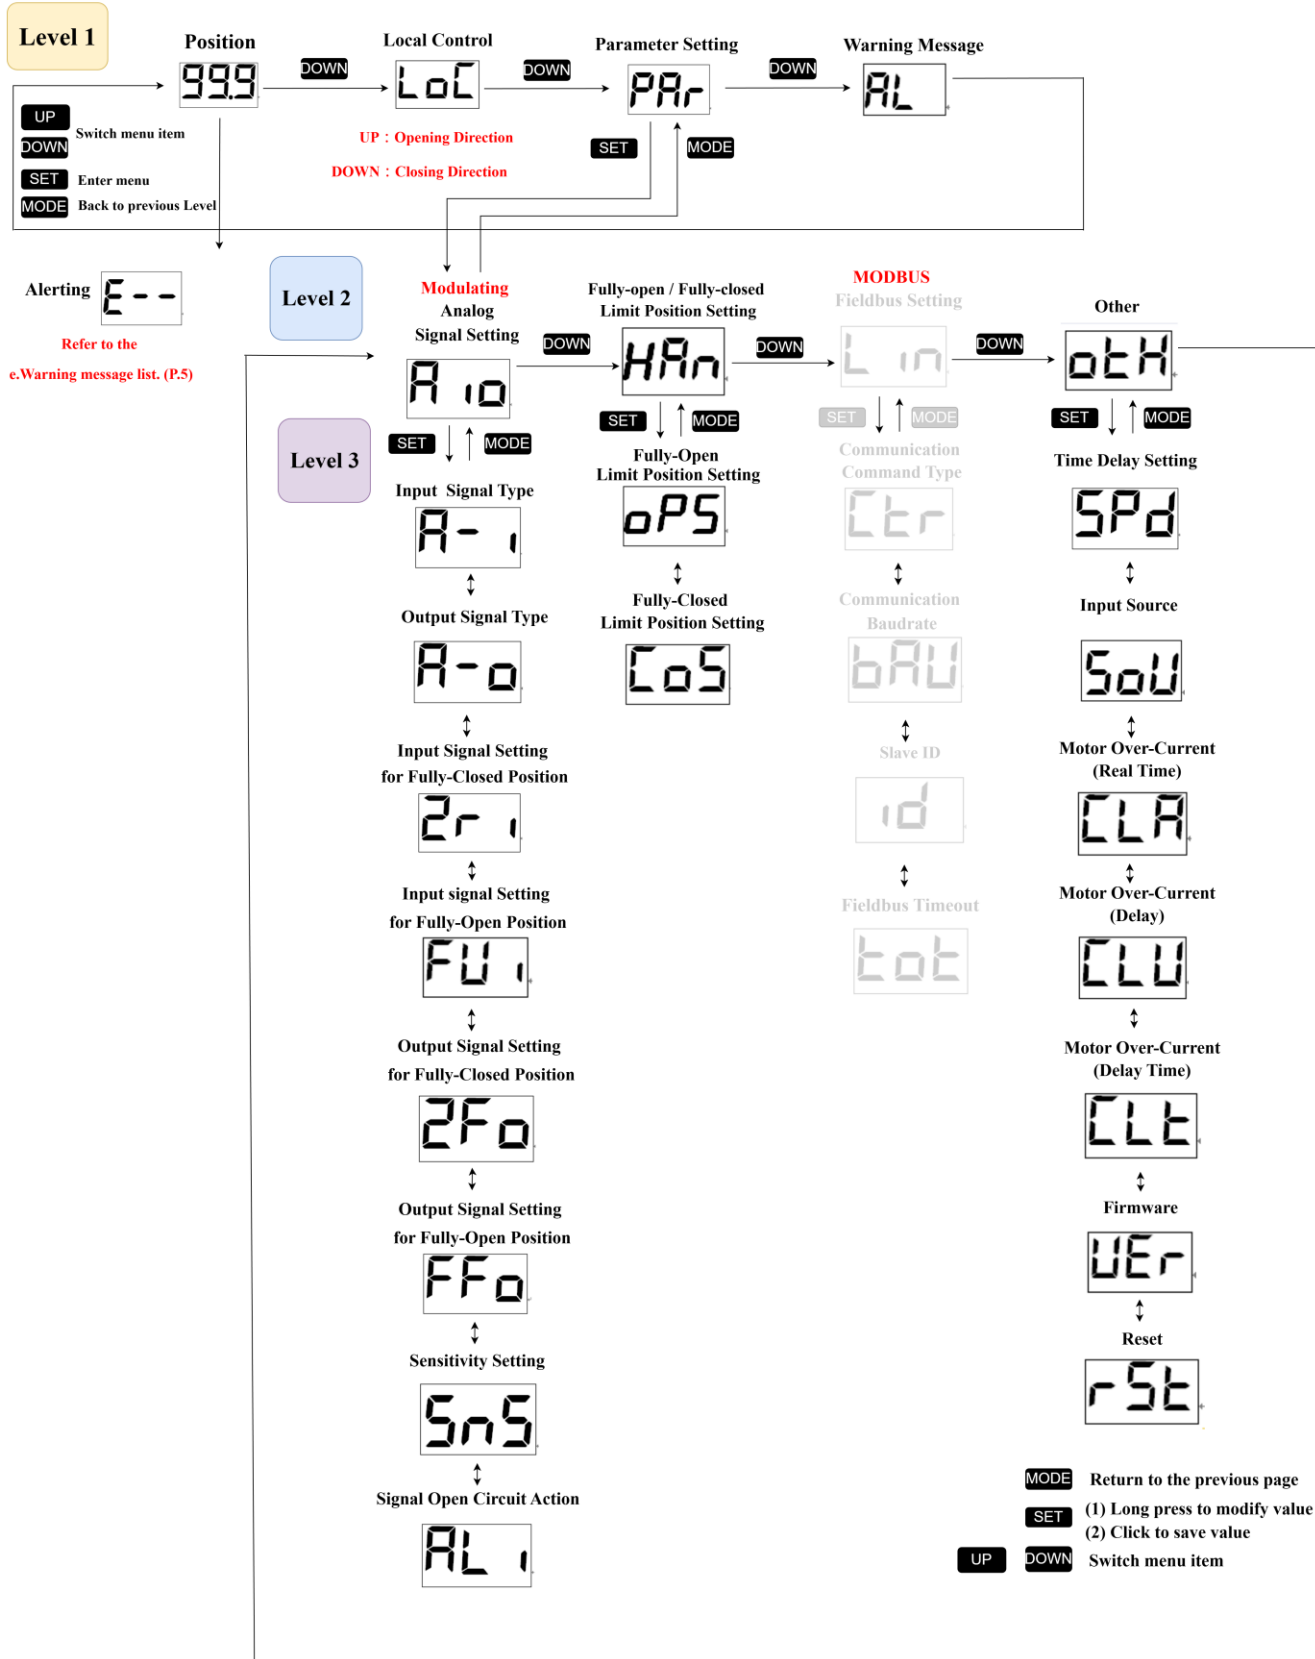 Level 1
Position
Local Control
Parameter Setting
Warning Message
99.9
DOWN
LoC
DOWN
PAr
DOWN
AL
UP
DOWN
Switch menu item
SET
Enter menu
MODE
Back to previous Level
UP : Opening Direction
DOWN : Closing Direction
SET
MODE
Alerting
E--
Refer to the
e.Warning message list. (P.5)
Level 2
Modulating
Analog
Signal Setting
Fully-open / Fully-closed
Limit Position Setting
MODBUS
Fieldbus Setting
Other
A io
DOWN
HAn
DOWN
L in
DOWN
otH
Level 3
SET
MODE
SET
MODE
SET
MODE
SET
MODE
Input Signal Type
A- i
Output Signal Type
A-o
Input Signal Setting
for Fully-Closed Position
2r i
Input signal Setting
for Fully-Open Position
FU i
Output Signal Setting
for Fully-Closed Position
2Fo
Output Signal Setting
for Fully-Open Position
FFo
Sensitivity Setting
SnS
Signal Open Circuit Action
AL i
Fully-Open
Limit Position Setting
oPS
Fully-Closed
Limit Position Setting
CoS
Communication
Command Type
Ctr
Communication
Baudrate
bAU
Slave ID
id
Fieldbus Timeout
tot
Time Delay Setting
SPd
Input Source
SoU
Motor Over-Current
(Real Time)
CLA
Motor Over-Current
(Delay)
CLU
Motor Over-Current
(Delay Time)
CLt
Firmware
UEr
Reset
rSt
MODE
Return to the previous page
SET
(1) Long press to modify value
(2) Click to save value
UP
DOWN
Switch menu item